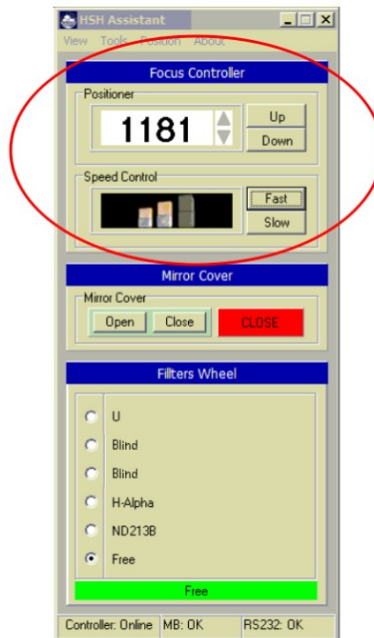 HSH Assistant
View Tools Position About
Focus Controller
Positioner
1181
Up
Down
Speed Control
Fast
Slow
Mirror Cover
Mirror Cover
Open Close CLOSE
Fillters Wheel
U
Blind
Blind
H-Alpha
ND213B
Free
Free
Controller: Online MB: OK RS232: OK